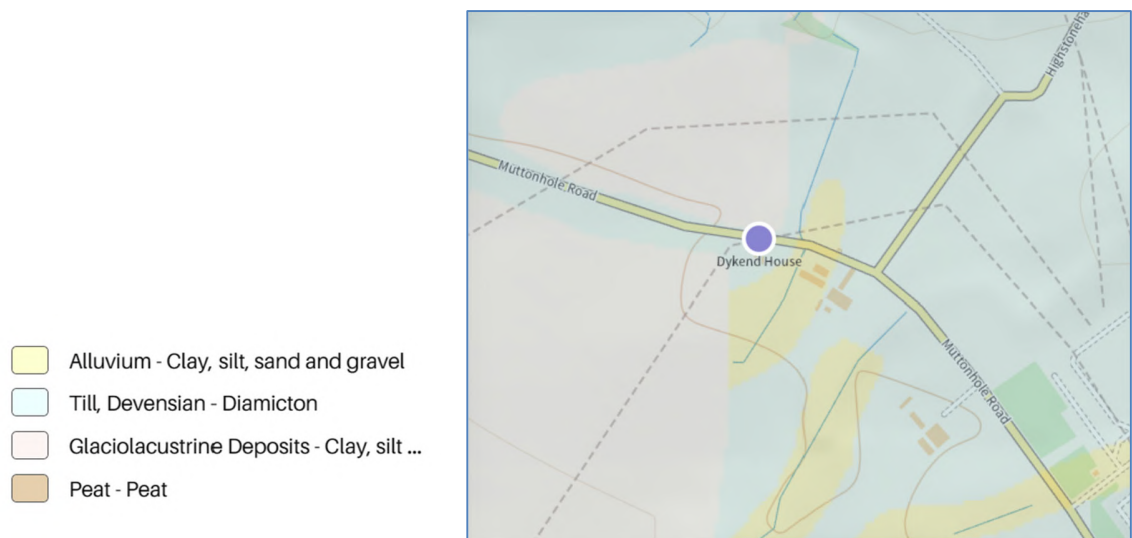 Alluvium - Clay, silt, sand and gravel
Till, Devensian - Diamicton
Glaciolacustrine Deposits - Clay, silt ...
Peat - Peat
Highstoneha
Muttonhole Road
Dykend House
Muttonhole Road